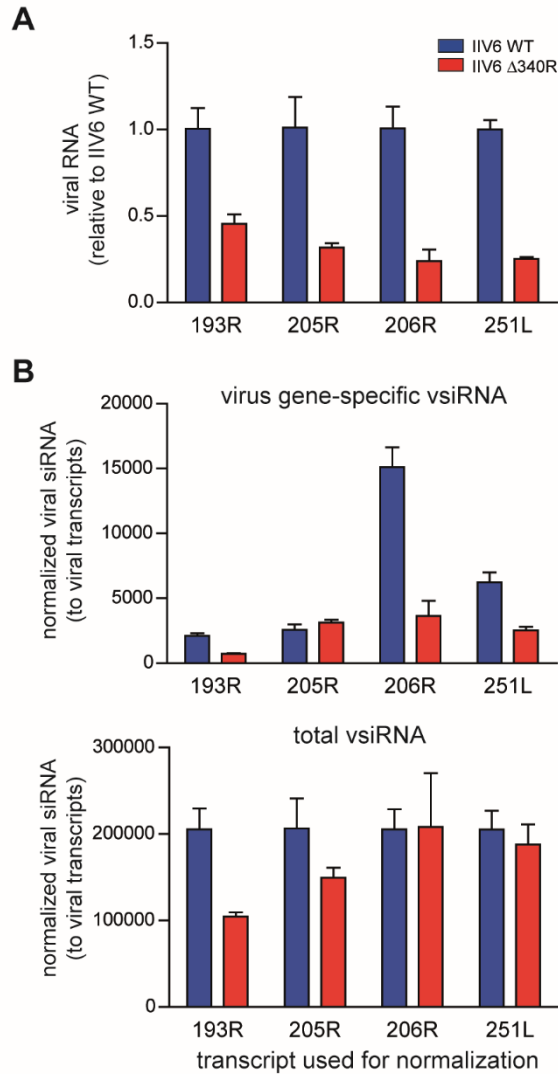 A
IIV6 WT
IIV6 Δ340R
viral RNA
(relative to IIV6 WT)
1.5
1.0
0.5
0.0
193R 205R 206R 251L
B
virus gene-specific vsiRNA
normalized viral siRNA
(to viral transcripts)
20000
15000
10000
5000
0
193R 205R 206R 251L
total vsiRNA
normalized viral siRNA
(to viral transcripts)
300000
200000
100000
0
193R 205R 206R 251L
transcript used for normalization